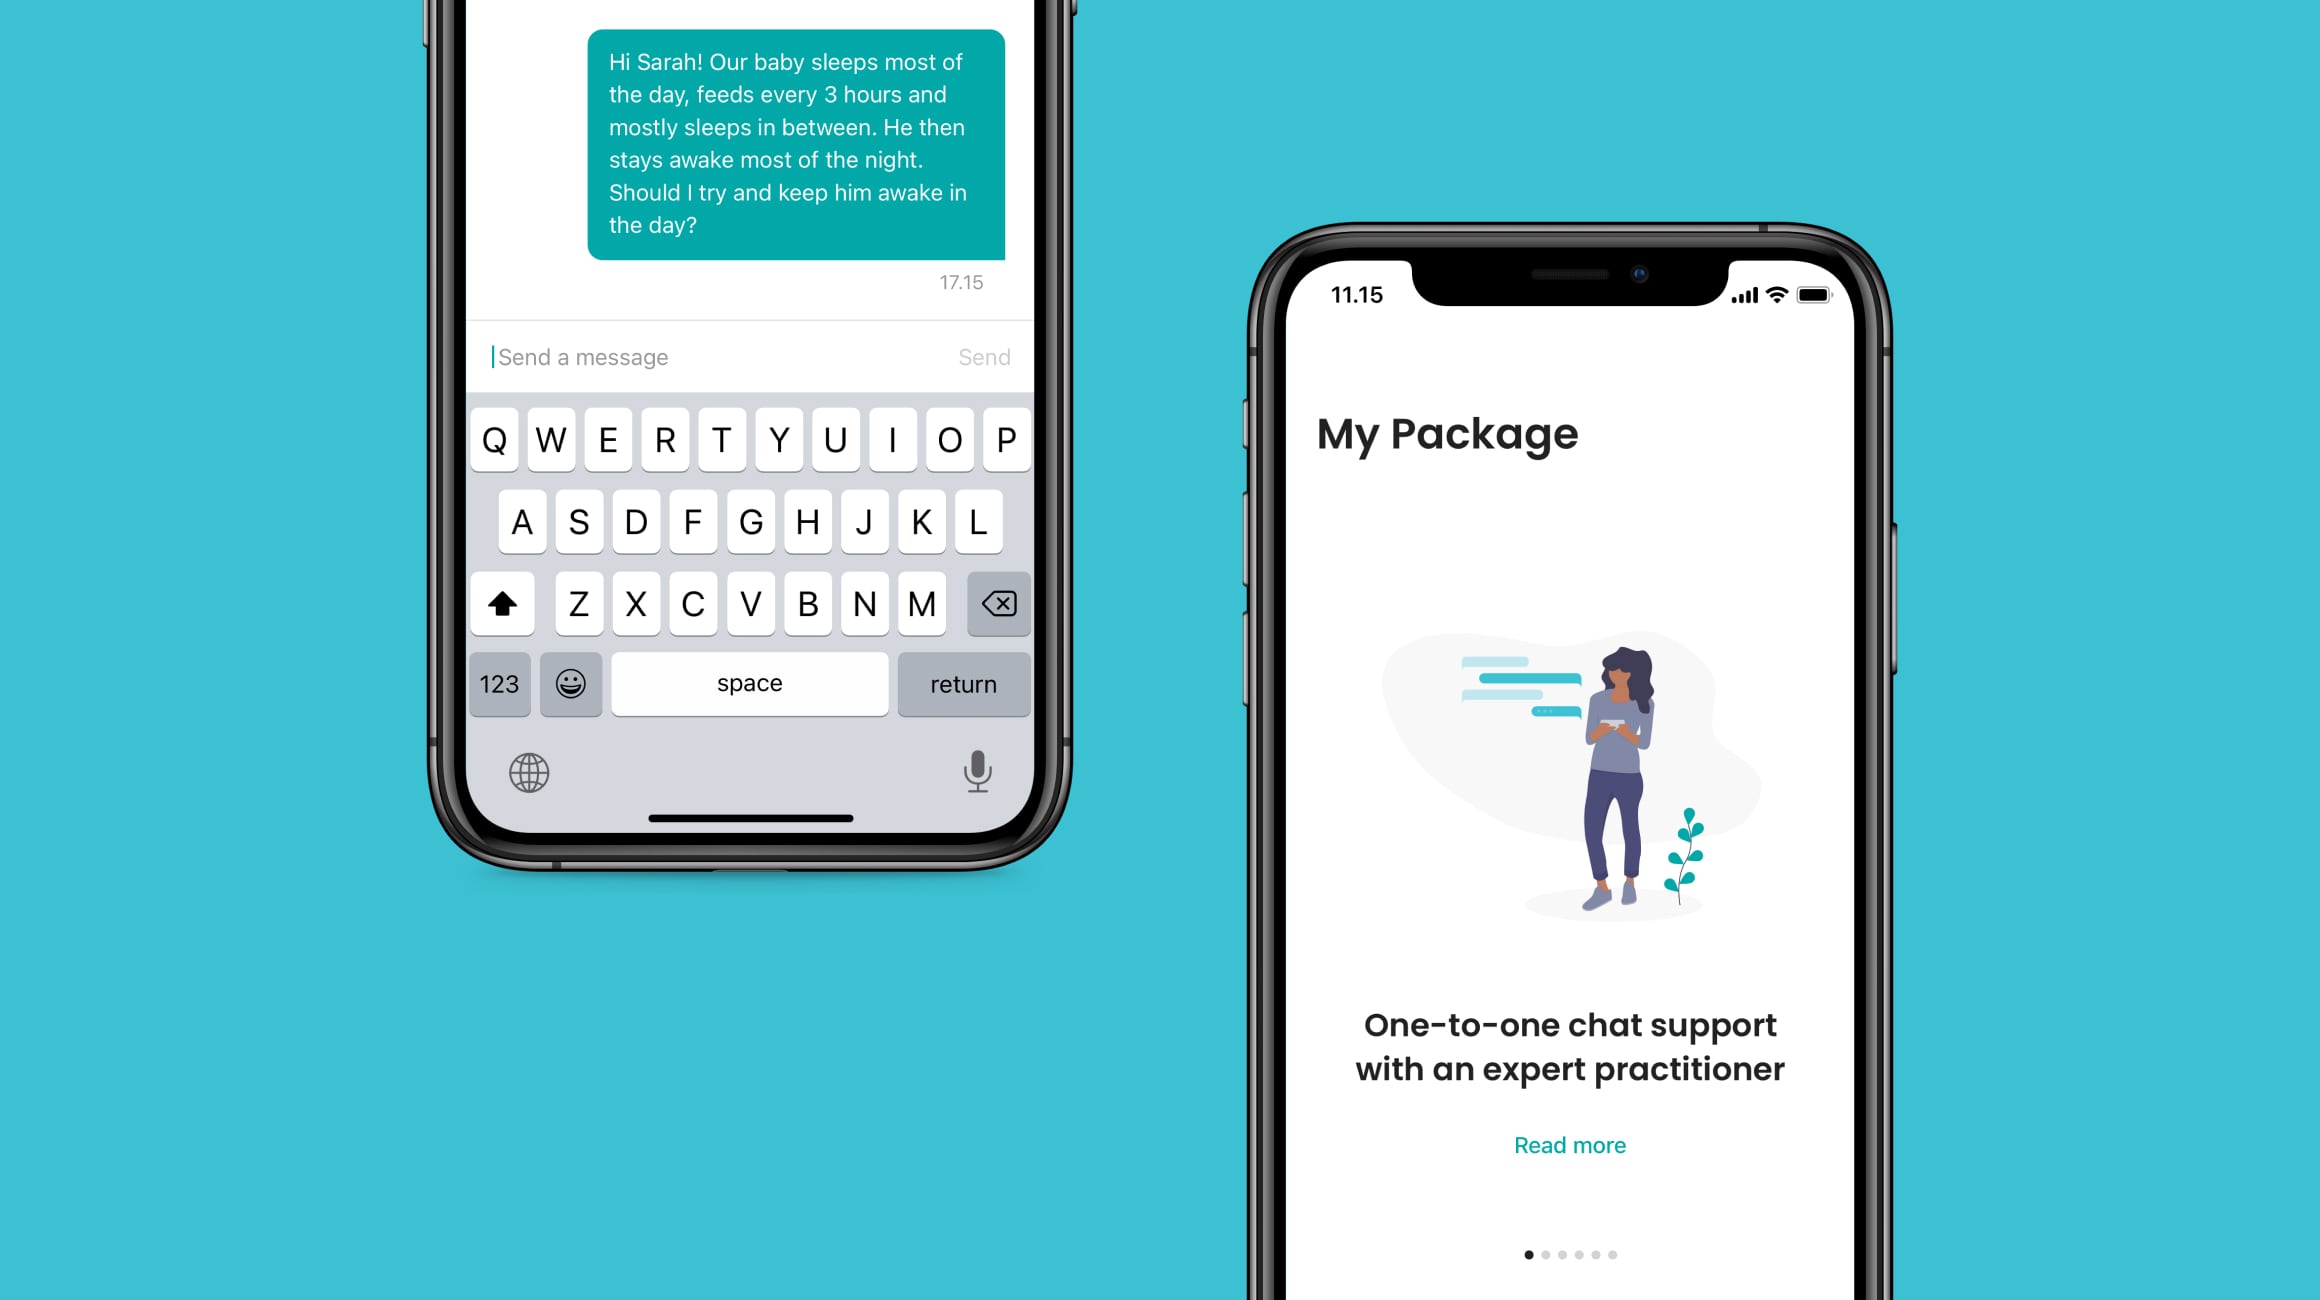 Hi Sarah! Our baby sleeps most of
the day, feeds every 3 hours and
mostly sleeps in between. He then
stays awake most of the night.
Should I try and keep him awake in
the day?
17.15
Send a message Send
Q W E R T Y U I O P
A S D F G H J K L
Z X C V B N M
123 space return
11.15
My Package
One-to-one chat support
with an expert practitioner
Read more